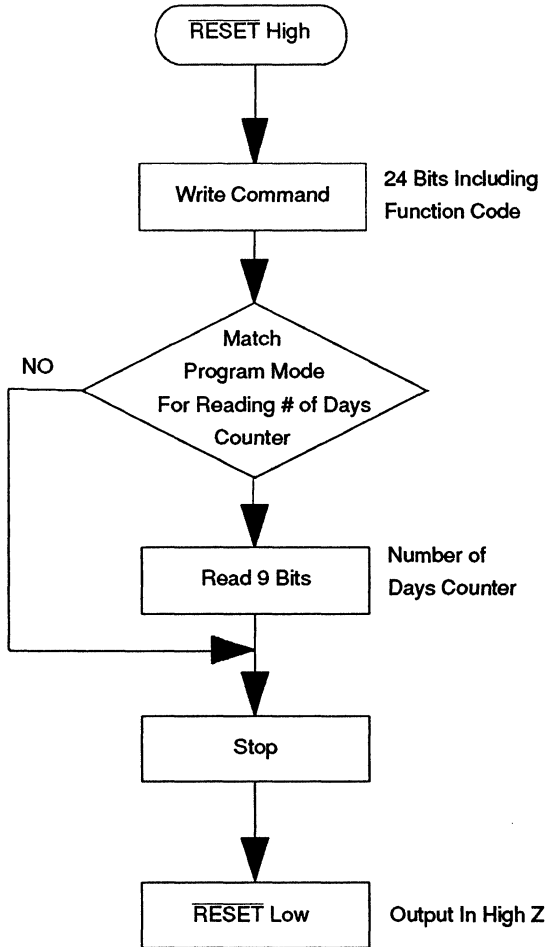 RESET High
Write Command
24 Bits Including
Function Code
Match
Program Mode
For Reading # of Days
Counter
NO
Read 9 Bits
Number of
Days Counter
Stop
RESET Low
Output In High Z